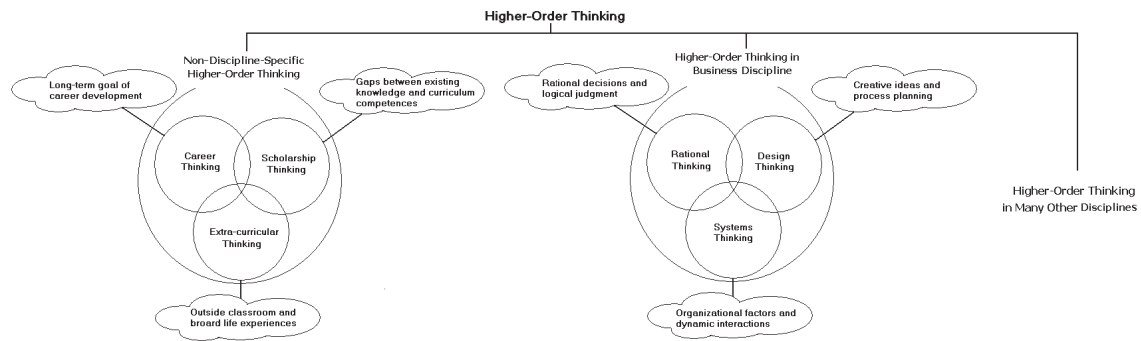 Higher-Order Thinking
Non-Discipline-Specific
Higher-Order Thinking
Long-term goal of
career development
Gaps between existing
knowledge and curriculum
competences
Career
Thinking
Scholarship
Thinking
Extra-curricular
Thinking
Outside classroom and
broard life experiences
Higher-Order Thinking in
Business Discipline
Rational decisions and
logical judgment
Creative ideas and
process planning
Rational
Thinking
Design
Thinking
Systems
Thinking
Organizational factors and
dynamic interactions
Higher-Order Thinking
in Many Other Disciplines